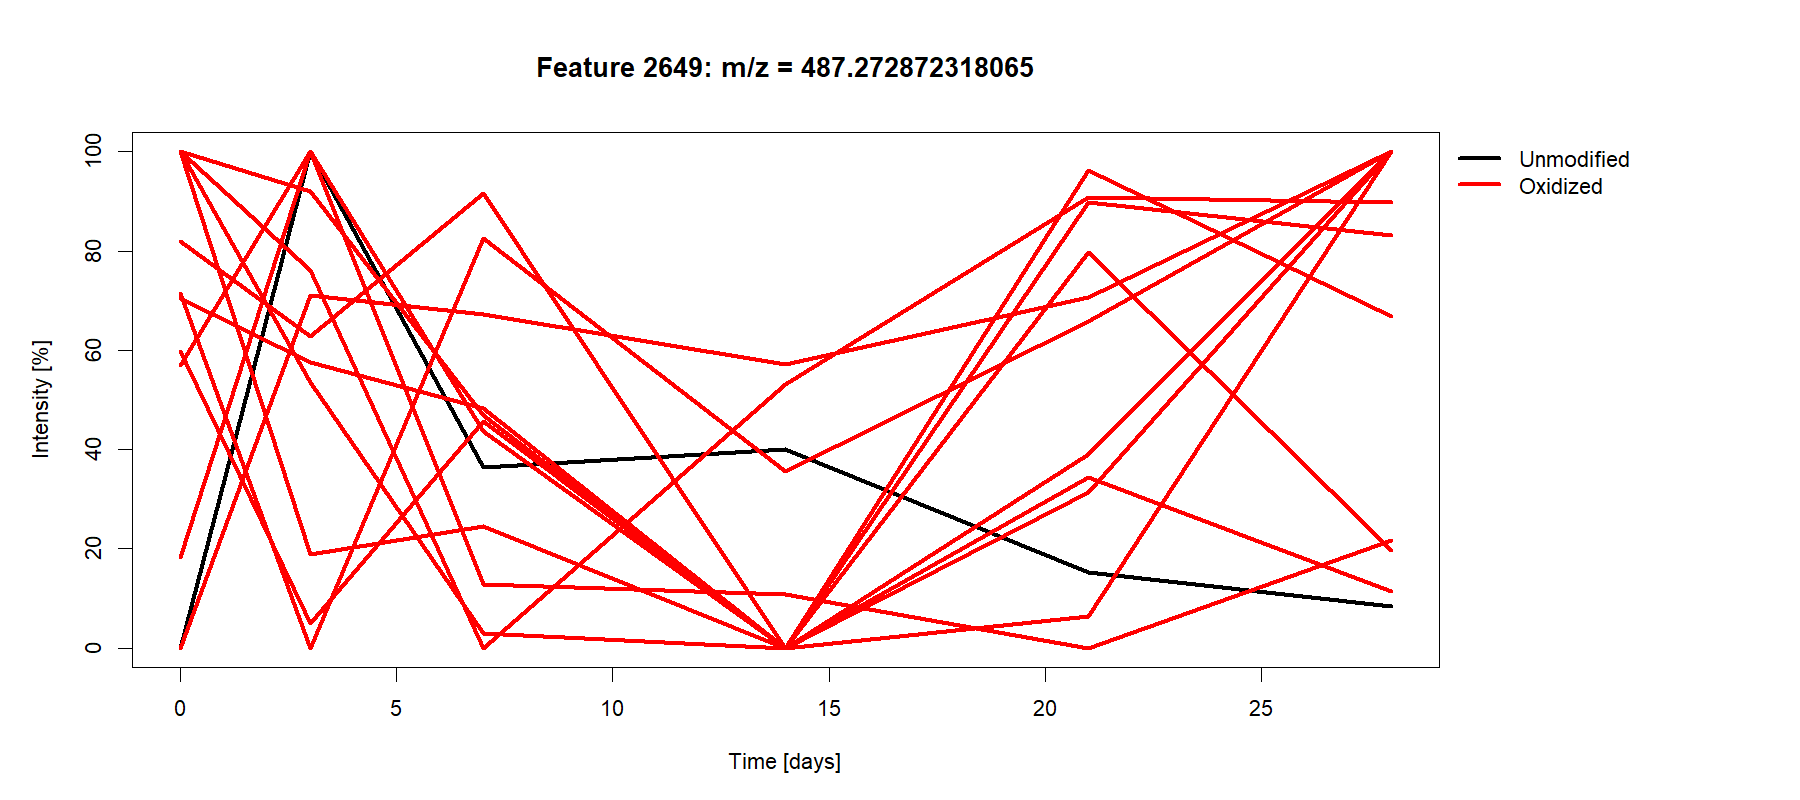 Feature 2649: m/z = 487.272872318065
Unmodified
Oxidized
Intensity [%]
100
80
60
40
20
0
0 5 10 15 20 25
Time [days]